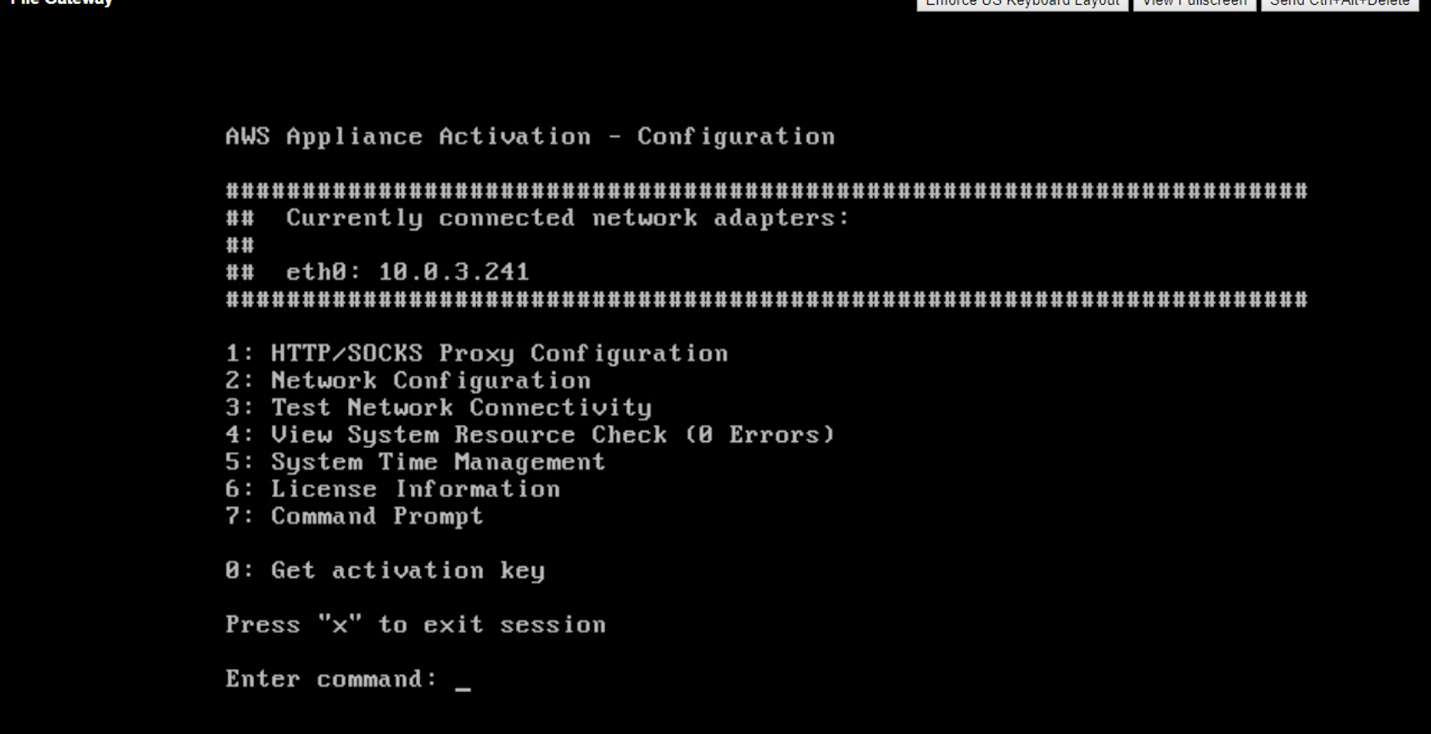 File Gateway
Enforce US Keyboard Layout View Fullscreen Send Ctrl+Alt+Delete
AWS Appliance Activation - Configuration
#######################################################################
## Currently connected network adapters:
##
## eth0: 10.0.3.241
#######################################################################
1: HTTP/SOCKS Proxy Configuration
2: Network Configuration
3: Test Network Connectivity
4: View System Resource Check (0 Errors)
5: System Time Management
6: License Information
7: Command Prompt
0: Get activation key
Press "x" to exit session
Enter command: _